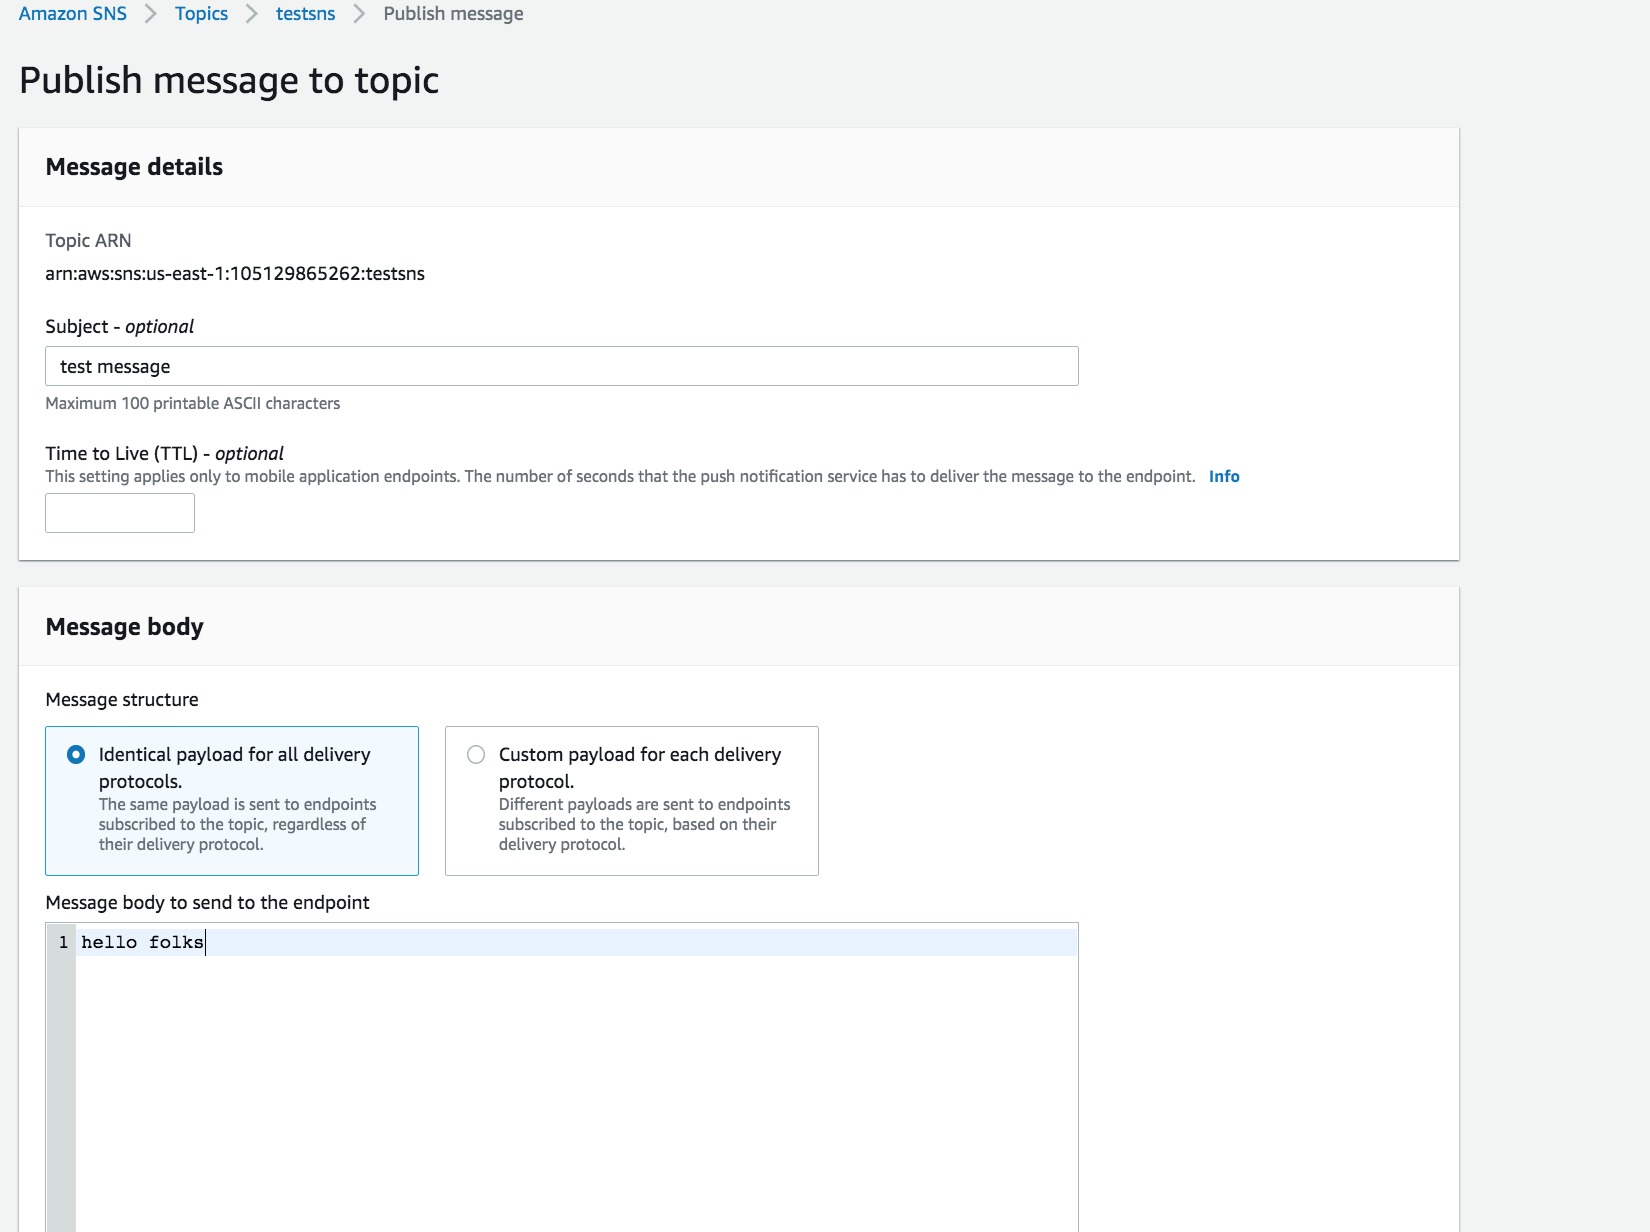 Amazon SNS > Topics > testsns > Publish message
Publish message to topic
Message details
Topic ARN
arn:aws:sns:us-east-1:105129865262:testsns
Subject - optional
test message
Maximum 100 printable ASCII characters
Time to Live (TTL) - optional
This setting applies only to mobile application endpoints. The number of seconds that the push notification service has to deliver the message to the endpoint. Info
Message body
Message structure
Identical payload for all delivery
protocols.
The same payload is sent to endpoints
subscribed to the topic, regardless of
their delivery protocol.
Custom payload for each delivery
protocol.
Different payloads are sent to endpoints
subscribed to the topic, based on their
delivery protocol.
Message body to send to the endpoint
1 hello folks